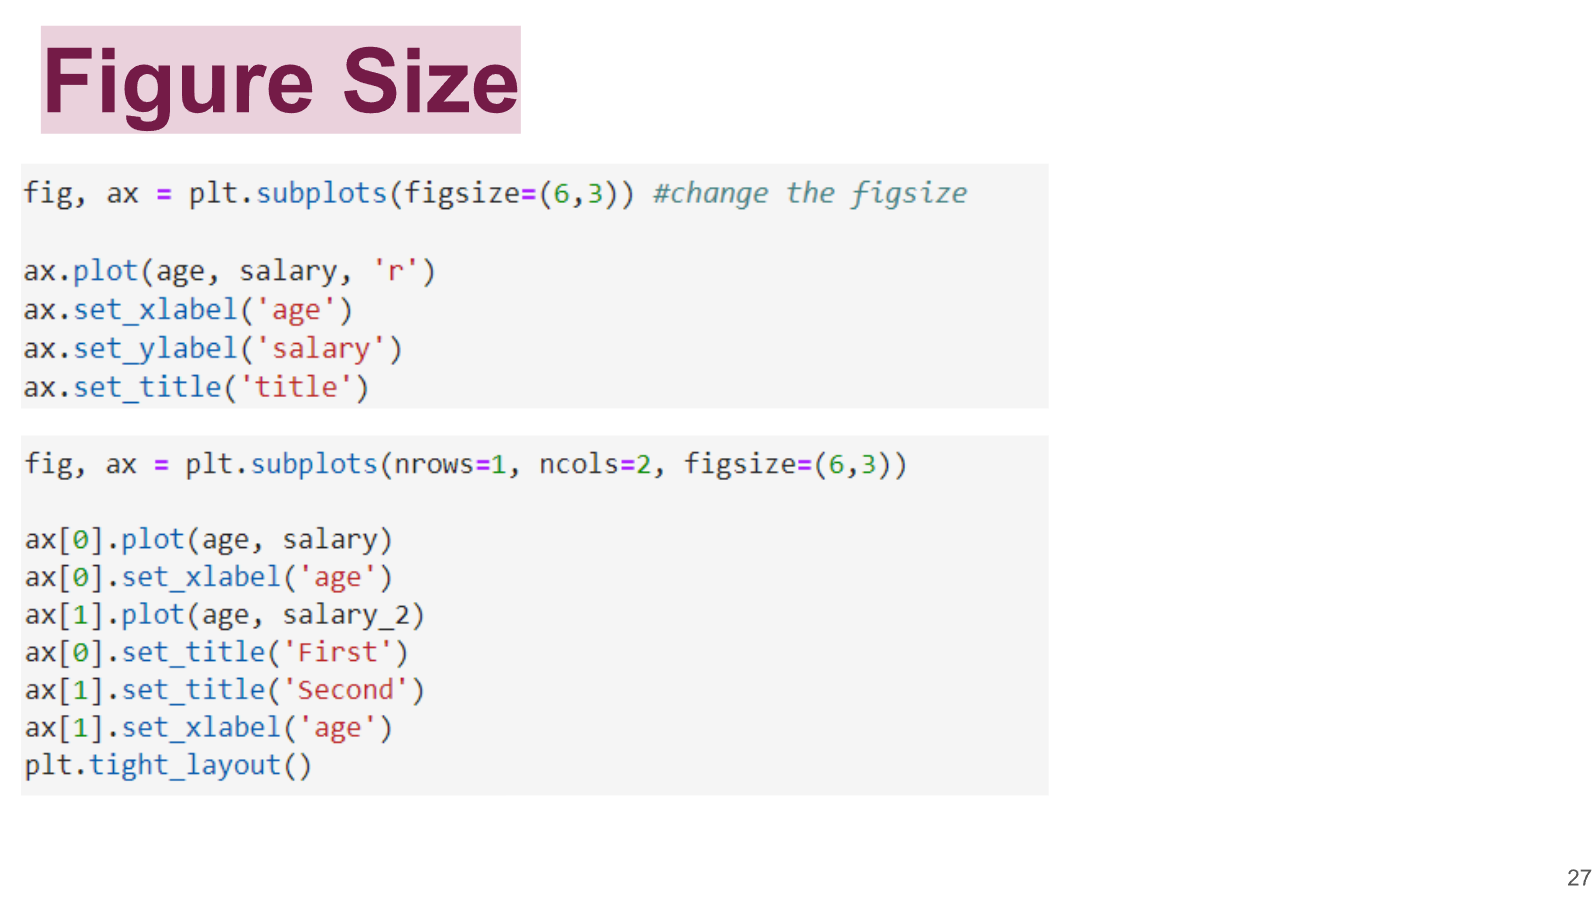 Figure Size
fig, ax = plt.subplots(figsize=(6,3)) #change the figsize
ax.plot(age, salary, 'r')
ax.set_xlabel('age')
ax.set_ylabel('salary')
ax.set_title('title')
fig, ax = plt.subplots(nrows=1, ncols=2, figsize=(6,3))
ax[0].plot(age, salary)
ax[0].set_xlabel('age')
ax[1].plot(age, salary_2)
ax[0].set_title('First')
ax[1].set_title('Second')
ax[1].set_xlabel('age')
plt.tight_layout()
27